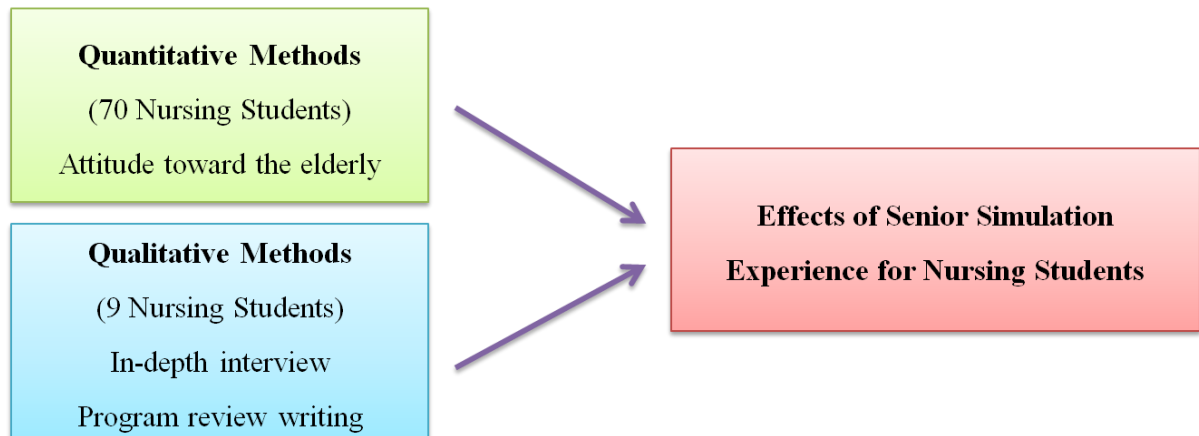 Quantitative Methods
(70 Nursing Students)
Attitude toward the elderly
Qualitative Methods
(9 Nursing Students)
In-depth interview
Program review writing
Effects of Senior Simulation
Experience for Nursing Students